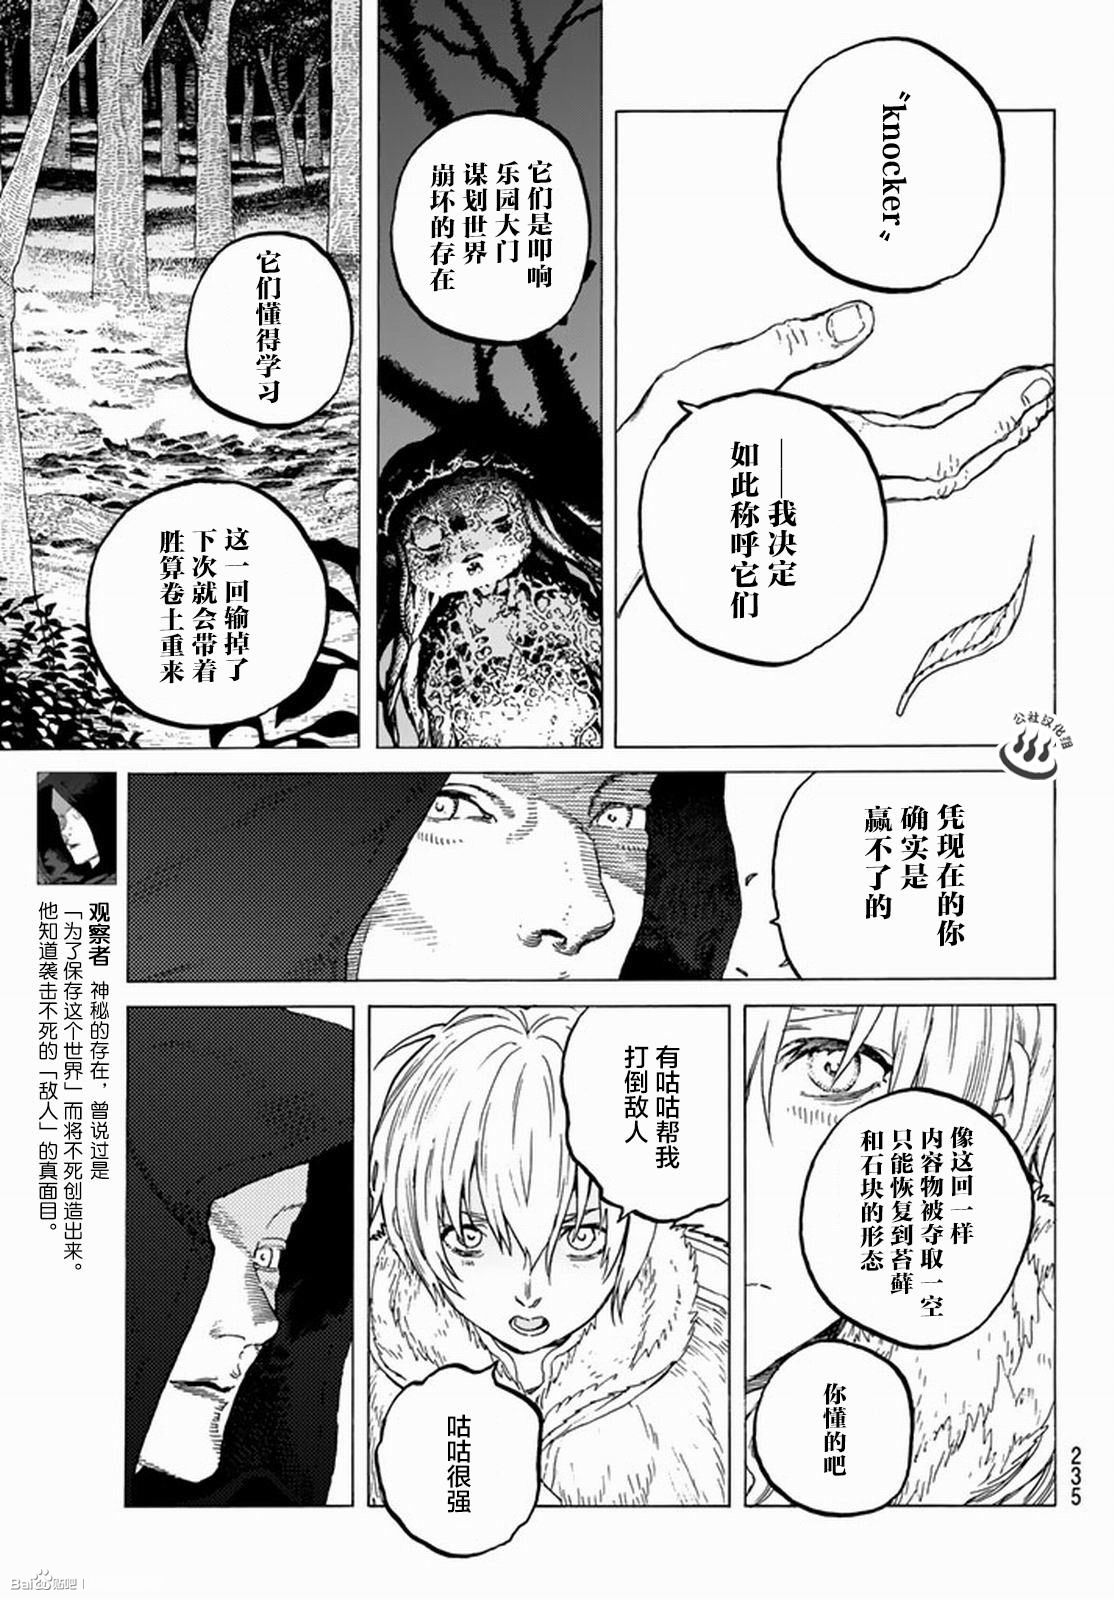 “knocker”
——我决定
如此称呼它们
它们是叩响
乐园大门
谋划世界
崩坏的存在
它们懂得学习
这一回输掉了
下次就会带着
胜算卷土重来
公社汉化组
凭现在的你
确实是
赢不了的
像这回一样
内容物被夺取一空
只能恢复到苔藓
和石块的形态
你懂的吧
有咕咕帮我
打倒敌人
咕咕很强
观察者 神秘的存在，曾说过是
「为了保存这个世界」而将不死创造出来。
他知道袭击不死的「敌人」的真面目。
235
Bai贴吧